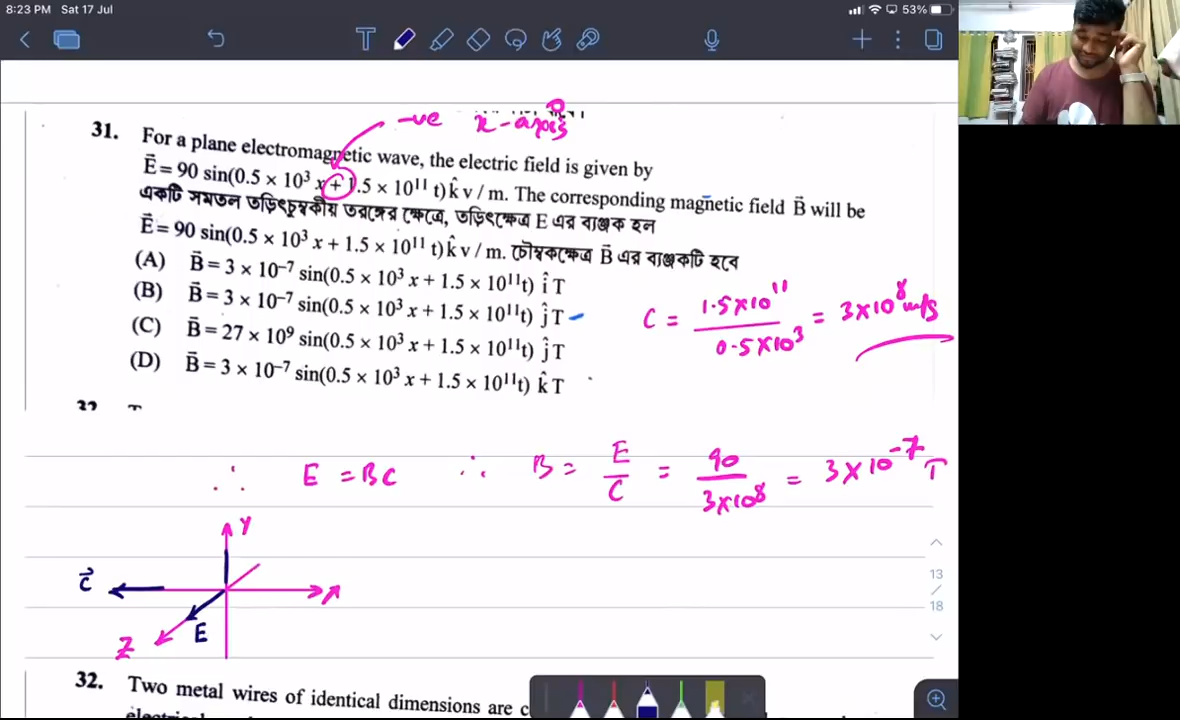 8:23 PM Sat 17 Jul
53%
-ve x-axis
31. For a plane electromagnetic wave, the electric field is given by
E⃗ = 90 sin(0.5 × 10³ x + 1.5 × 10¹¹ t) k̂ v / m. The corresponding magnetic field B⃗ will be
একটি সমতল তড়িৎচুম্বকীয় তরঙ্গের ক্ষেত্রে, তড়িৎক্ষেত্র E এর ব্যঞ্জক হল
E⃗ = 90 sin(0.5 × 10³ x + 1.5 × 10¹¹ t) k̂ v / m. চৌম্বকক্ষেত্র B⃗ এর ব্যঞ্জকটি হবে
(A) B⃗ = 3 × 10⁻⁷ sin(0.5 × 10³ x + 1.5 × 10¹¹t) î T
(B) B⃗ = 3 × 10⁻⁷ sin(0.5 × 10³ x + 1.5 × 10¹¹t) ĵ T
(C) B⃗ = 27 × 10⁹ sin(0.5 × 10³ x + 1.5 × 10¹¹t) ĵ T
(D) B⃗ = 3 × 10⁻⁷ sin(0.5 × 10³ x + 1.5 × 10¹¹t) k̂ T
C = 1.5×10¹¹ / 0.5×10³ = 3×10⁸ m/s
∴ E = BC ∴ B = E/C = 90 / 3×10⁸ = 3×10⁻⁷ T
Y
C⃗
E
Z
13
/
18
32. Two metal wires of identical dimensions are c